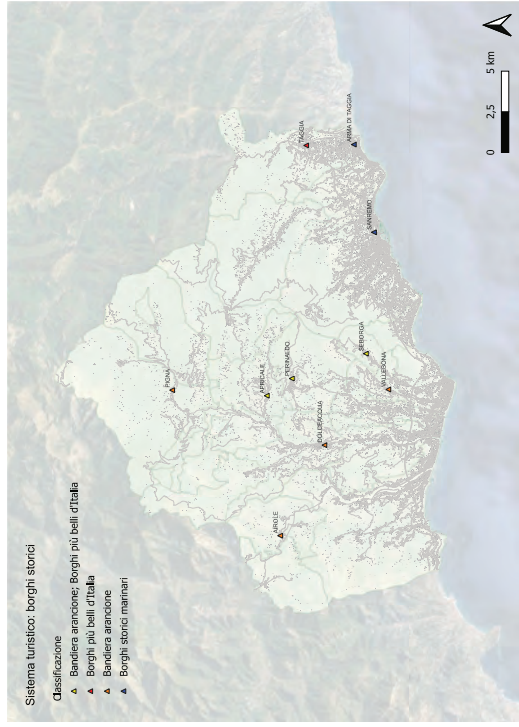 Sistema turistico: borghi storici
Classificazione
Bandiera arancione; Borghi più belli d'Italia
Borghi più belli d'Italia
Bandiera arancione
Borghi storici marinari
AIROLE
DOLCEACQUA
PIGNA
APRICALE
PERINALDO
VALLEBONA
SEBORGA
SANREMO
TAGGIA
ARMA DI TAGGIA
0 2,5 5 km